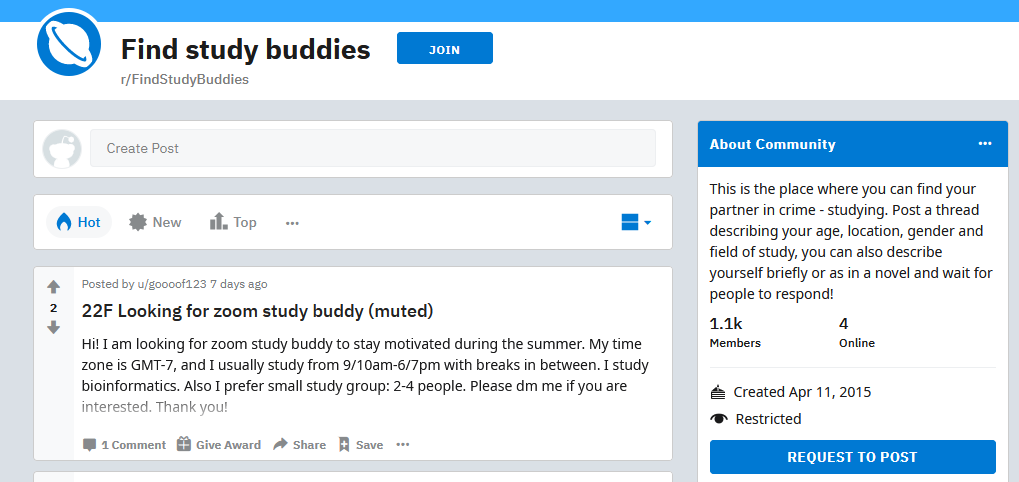 Find study buddies
JOIN
r/FindStudyBuddies
Create Post
Hot
New
Top
Posted by u/goooof123 7 days ago
2
22F Looking for zoom study buddy (muted)
Hi! I am looking for zoom study buddy to stay motivated during the summer. My time
zone is GMT-7, and I usually study from 9/10am-6/7pm with breaks in between. I study
bioinformatics. Also I prefer small study group: 2-4 people. Please dm me if you are
interested. Thank you!
1 Comment
Give Award
Share
Save
About Community
This is the place where you can find your
partner in crime - studying. Post a thread
describing your age, location, gender and
field of study, you can also describe
yourself briefly or as in a novel and wait for
people to respond!
1.1k
Members
4
Online
Created Apr 11, 2015
Restricted
REQUEST TO POST